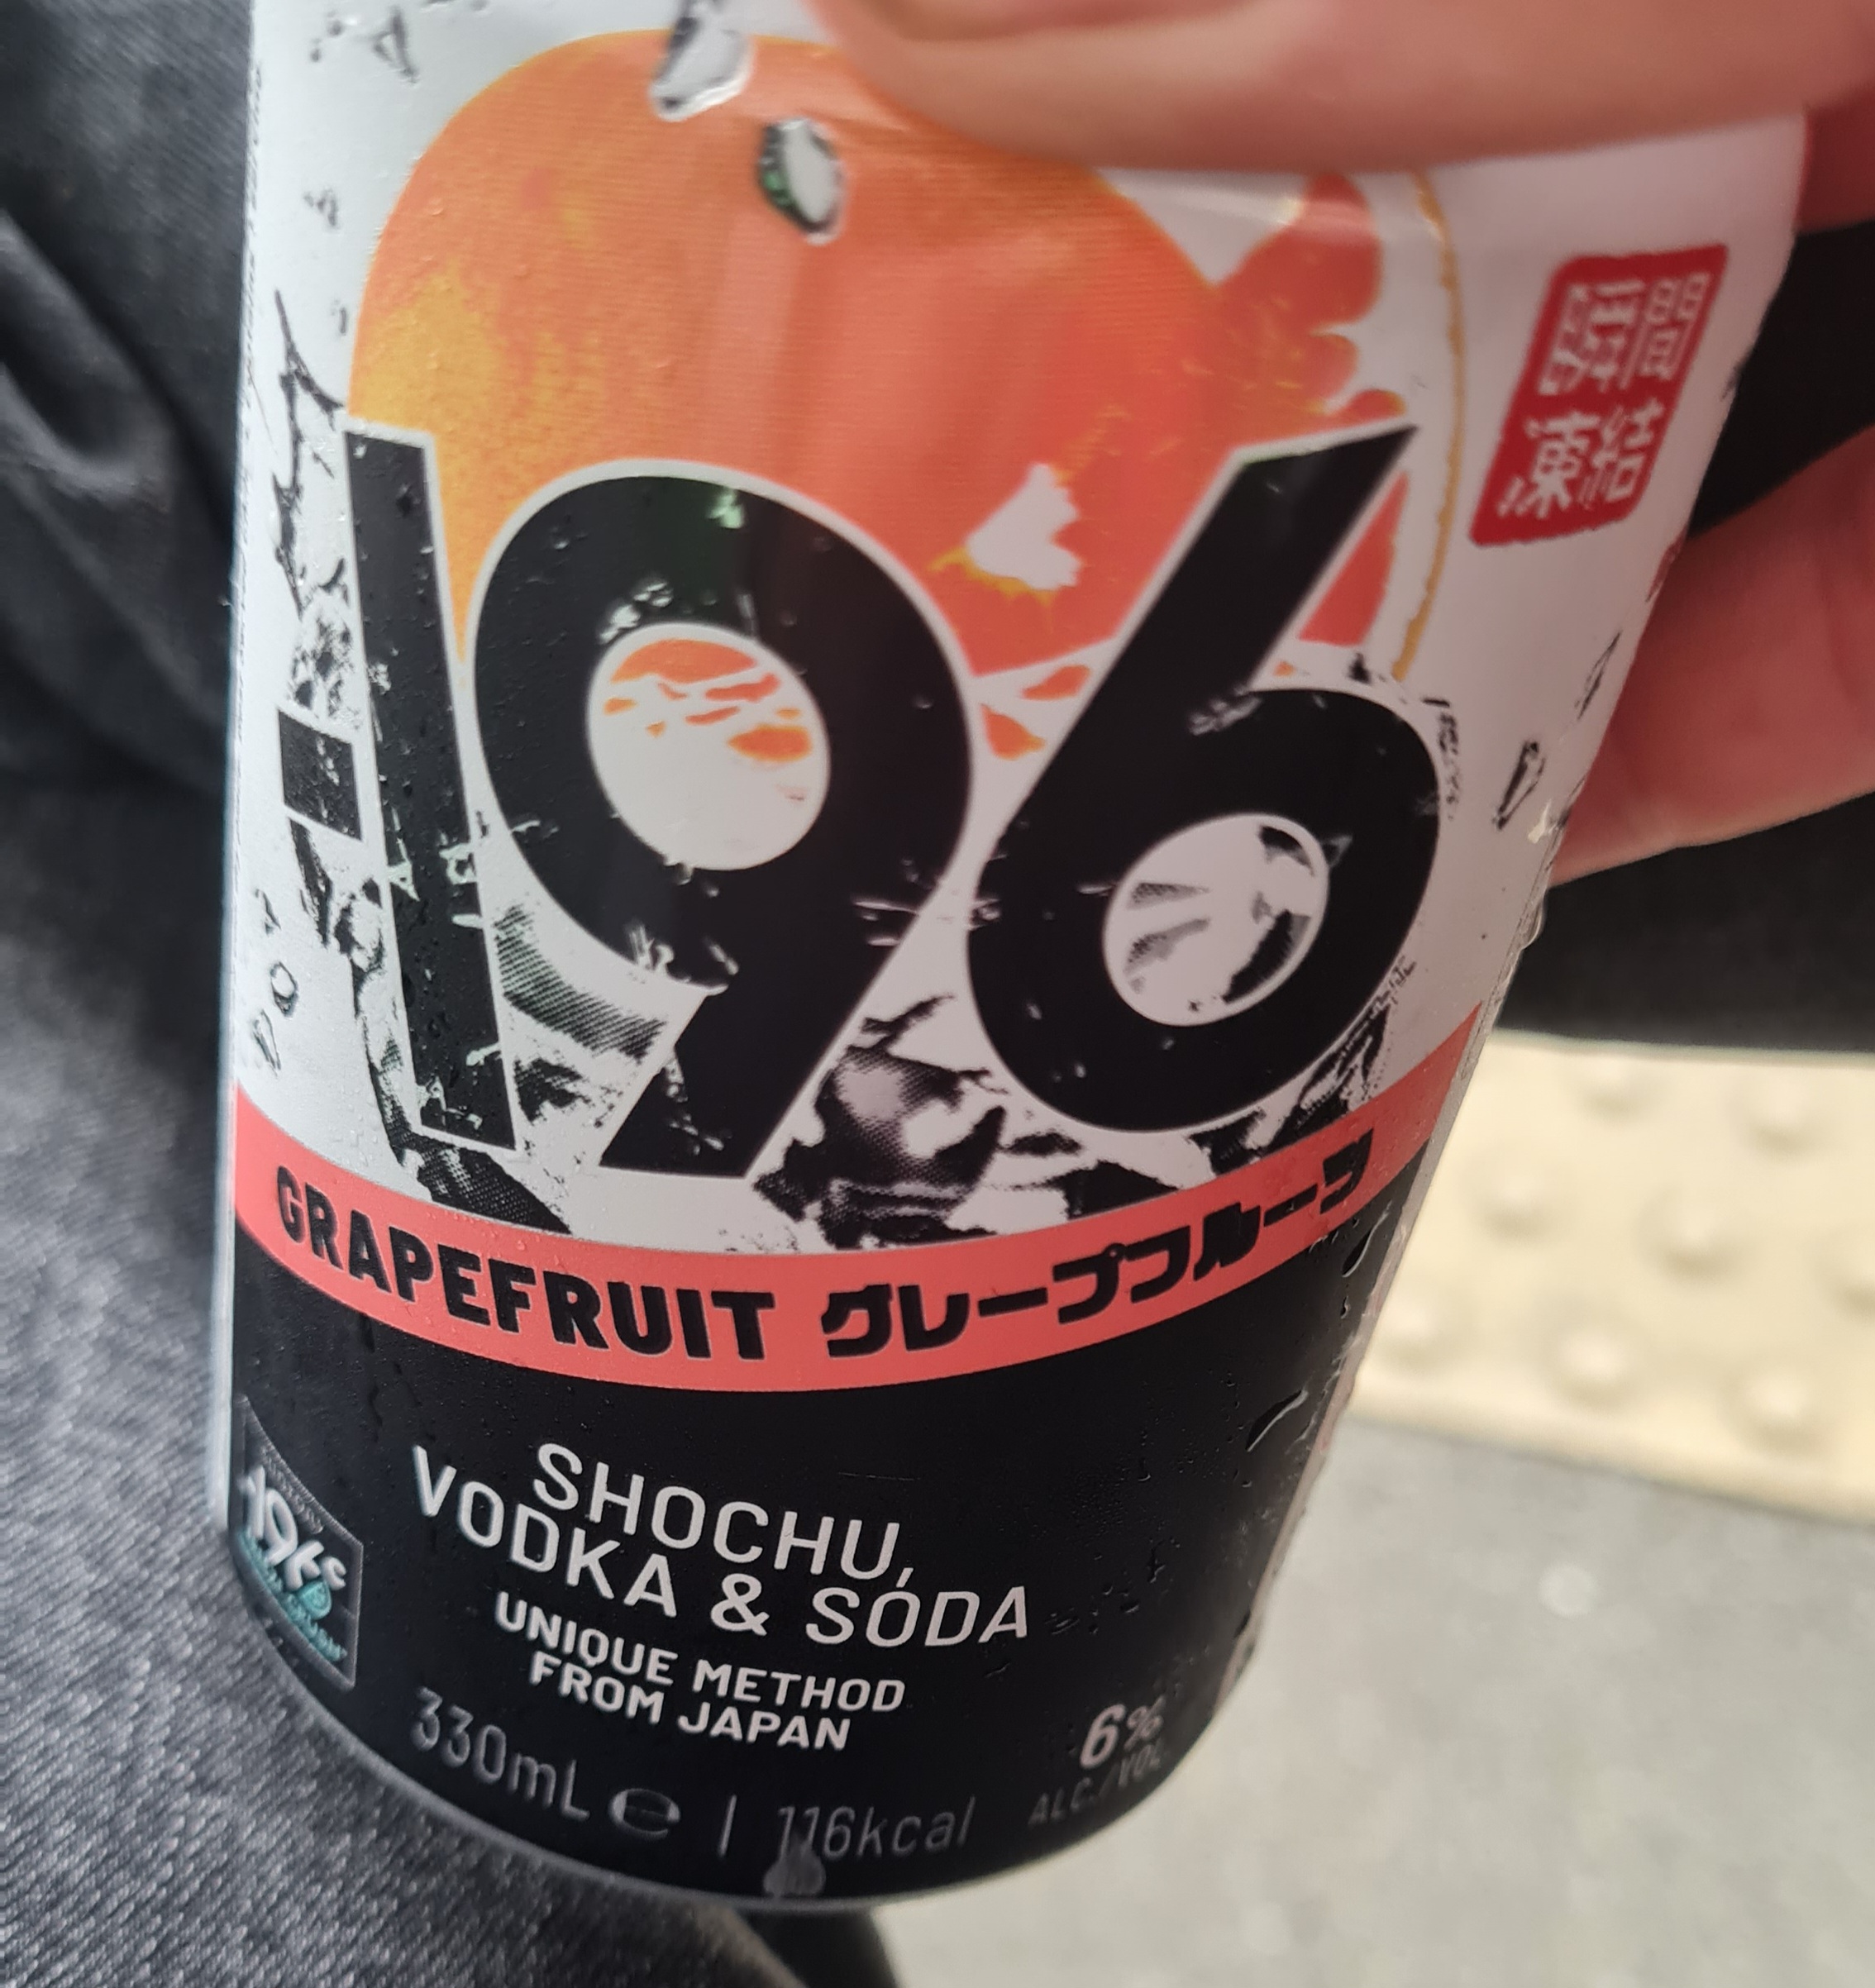 瞬間
凍結
-196
GRAPEFRUIT グレープフルーツ
SHOCHU,
VODKA & SODA
UNIQUE METHOD
FROM JAPAN
-196°C
330mL ℮ | 116kcal
6%
ALC./VOL